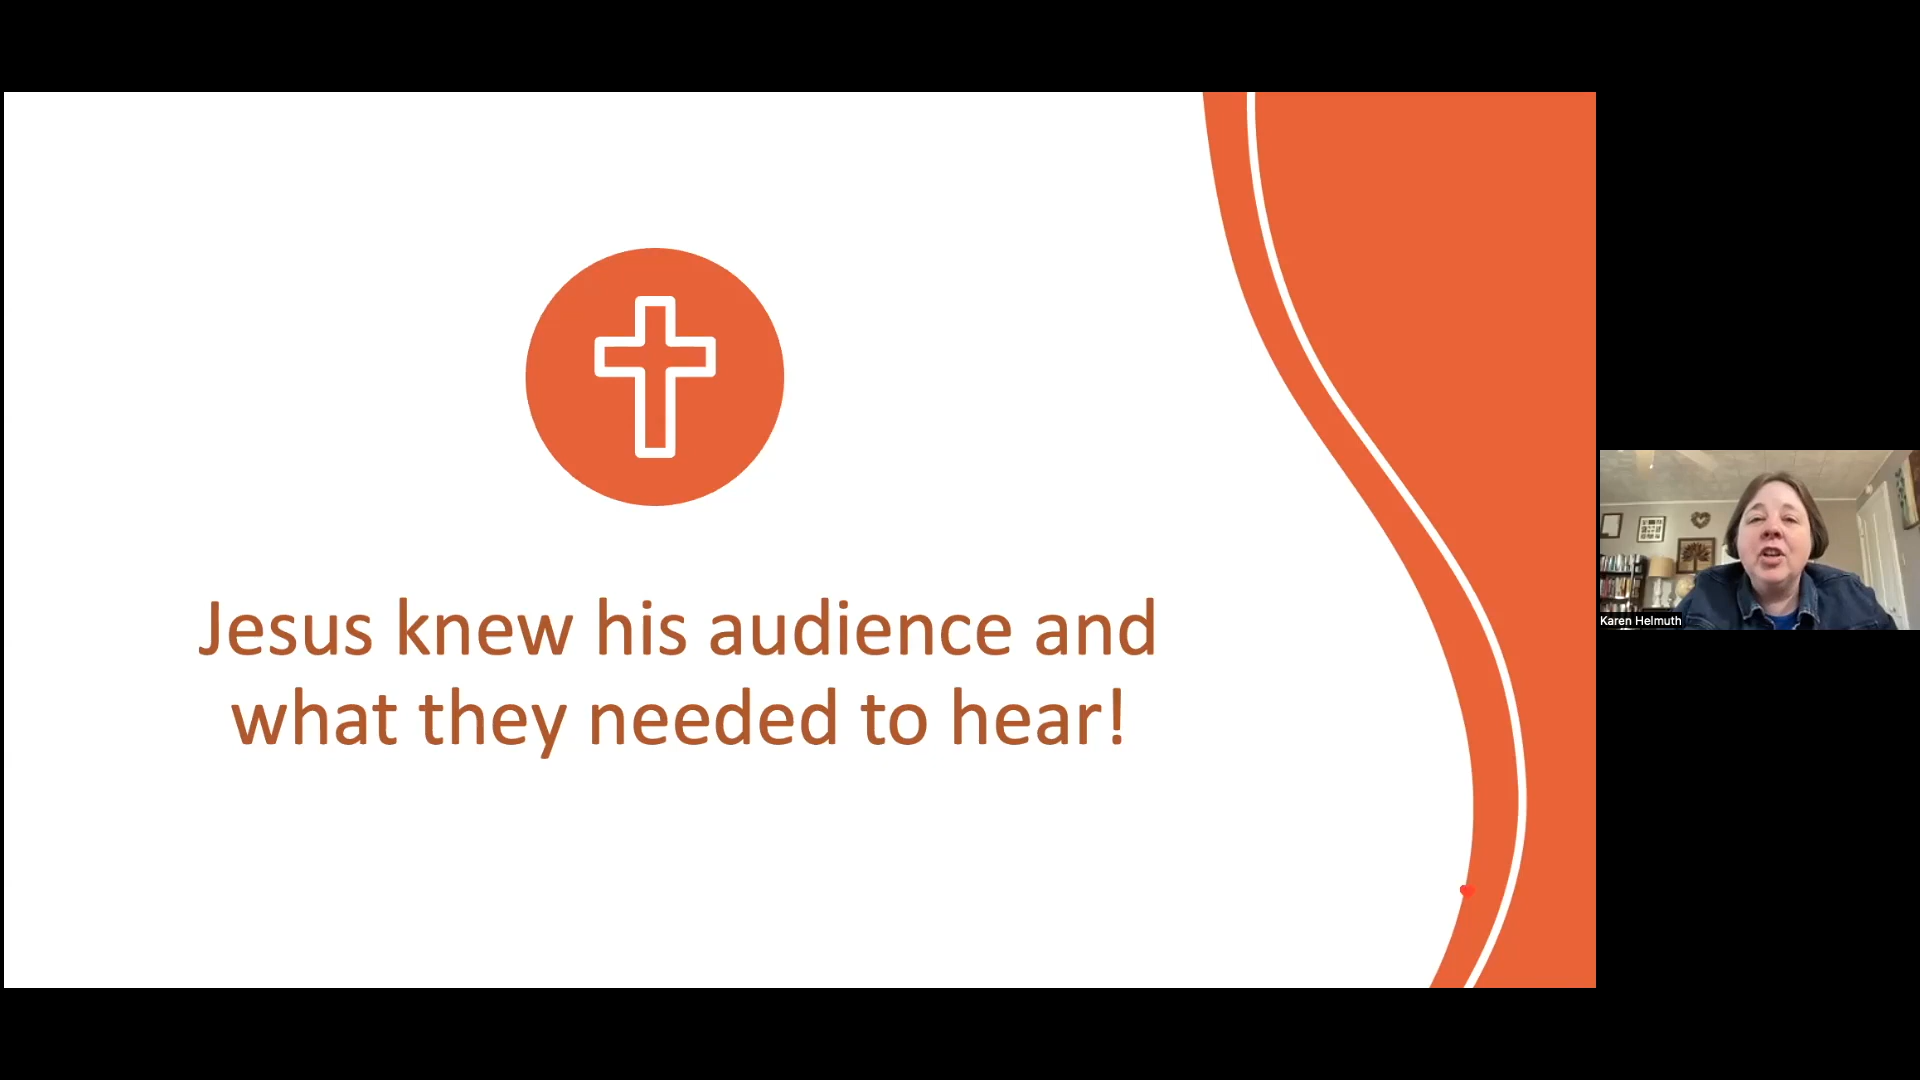 Jesus knew his audience and
what they needed to hear!
Karen Helmuth